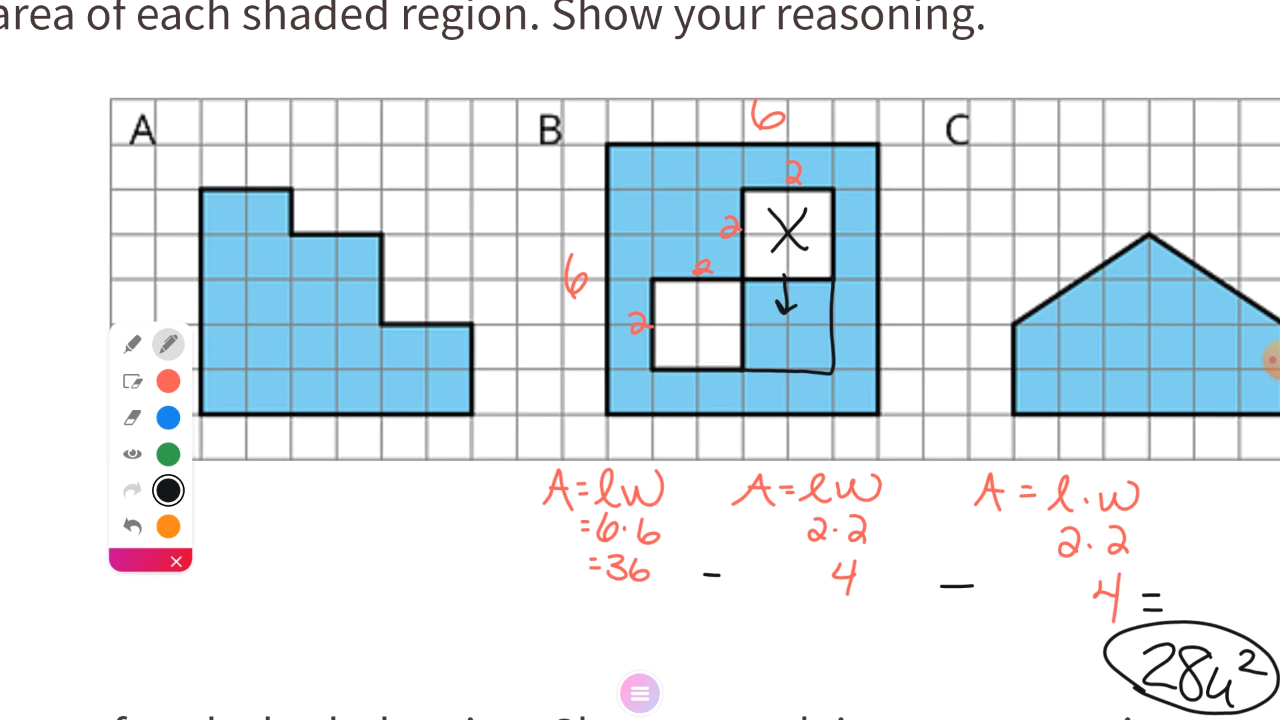 area of each shaded region. Show your reasoning.
A B C
6
2
2
2
6
2
A=lw A=lw A = l·w
=6·6 2·2 2·2
=36 - 4 - 4 =
28u²